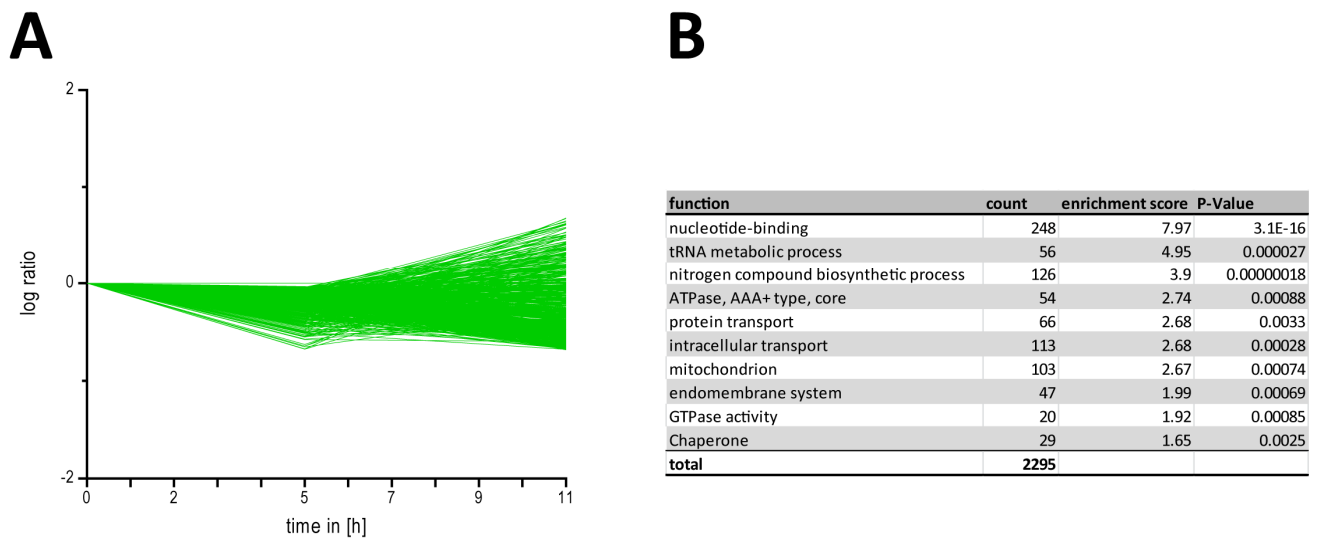 A
B
2
0
-2
log ratio
0 2 5 7 9 11
time in [h]
function count enrichment score P-Value
nucleotide-binding 248 7.97 3.1E-16
tRNA metabolic process 56 4.95 0.000027
nitrogen compound biosynthetic process 126 3.9 0.00000018
ATPase, AAA+ type, core 54 2.74 0.00088
protein transport 66 2.68 0.0033
intracellular transport 113 2.68 0.00028
mitochondrion 103 2.67 0.00074
endomembrane system 47 1.99 0.00069
GTPase activity 20 1.92 0.00085
Chaperone 29 1.65 0.0025
total 2295